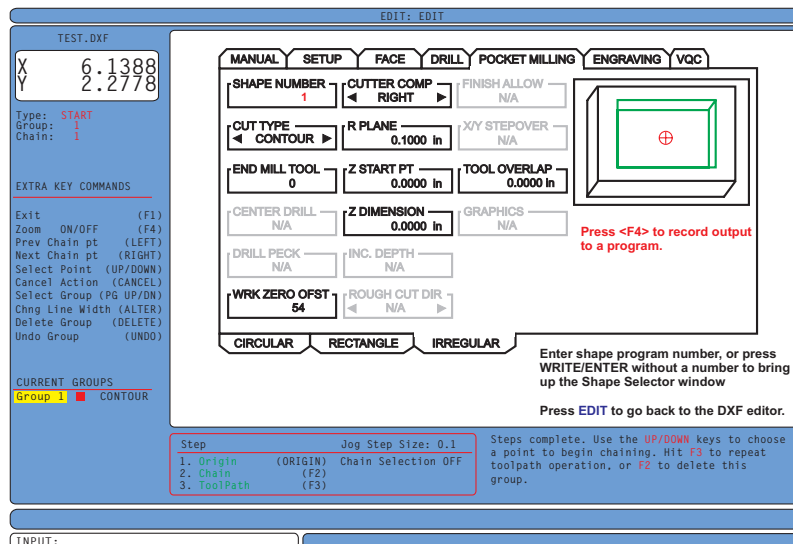 EDIT: EDIT
TEST.DXF
X 6.1388
Y 2.2778
Type: START
Group: 1
Chain: 1
EXTRA KEY COMMANDS
Exit (F1)
Zoom ON/OFF (F4)
Prev Chain pt (LEFT)
Next Chain pt (RIGHT)
Select Point (UP/DOWN)
Cancel Action (CANCEL)
Select Group (PG UP/DN)
Chng Line Width (ALTER)
Delete Group (DELETE)
Undo Group (UNDO)
CURRENT GROUPS
Group 1 CONTOUR
MANUAL SETUP FACE DRILL POCKET MILLING ENGRAVING VQC
SHAPE NUMBER CUTTER COMP FINISH ALLOW
1 RIGHT N/A
CUT TYPE R PLANE X/Y STEPOVER
CONTOUR 0.1000 in N/A
END MILL TOOL Z START PT TOOL OVERLAP
0 0.0000 in 0.0000 in
CENTER DRILL Z DIMENSION GRAPHICS
N/A 0.0000 in N/A
DRILL PECK INC. DEPTH
N/A N/A
WRK ZERO OFST ROUGH CUT DIR
54 N/A
Press <F4> to record output
to a program.
CIRCULAR RECTANGLE IRREGULAR
Enter shape program number, or press
WRITE/ENTER without a number to bring
up the Shape Selector window
Press EDIT to go back to the DXF editor.
Step Jog Step Size: 0.1
1. Origin (ORIGIN) Chain Selection OFF
2. Chain (F2)
3. ToolPath (F3)
Steps complete. Use the UP/DOWN keys to choose
a point to begin chaining. Hit F3 to repeat
toolpath operation, or F2 to delete this
group.
INPUT: